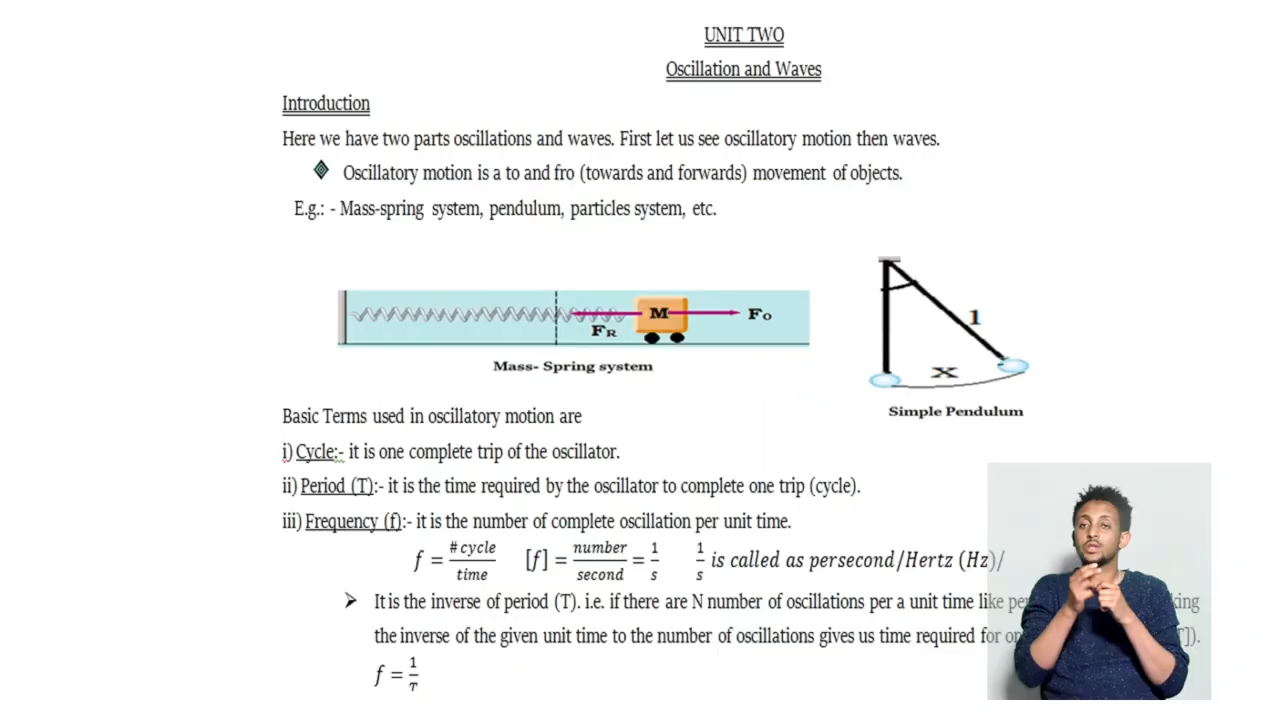 UNIT TWO
Oscillation and Waves
Introduction
Here we have two parts oscillations and waves. First let us see oscillatory motion then waves.
Oscillatory motion is a to and fro (towards and forwards) movement of objects.
E.g.: - Mass-spring system, pendulum, particles system, etc.
M
F_R
F_O
Mass- Spring system
l
X
Simple Pendulum
Basic Terms used in oscillatory motion are
i) Cycle:- it is one complete trip of the oscillator.
ii) Period (T):- it is the time required by the oscillator to complete one trip (cycle).
iii) Frequency (f):- it is the number of complete oscillation per unit time.
f = # cycle / time [f] = number / second = 1/s 1/s is called as persecond/Hertz (Hz)/
➤ It is the inverse of period (T). i.e. if there are N number of oscillations per a unit time like
the inverse of the given unit time to the number of oscillations gives us time required for
f = 1/T